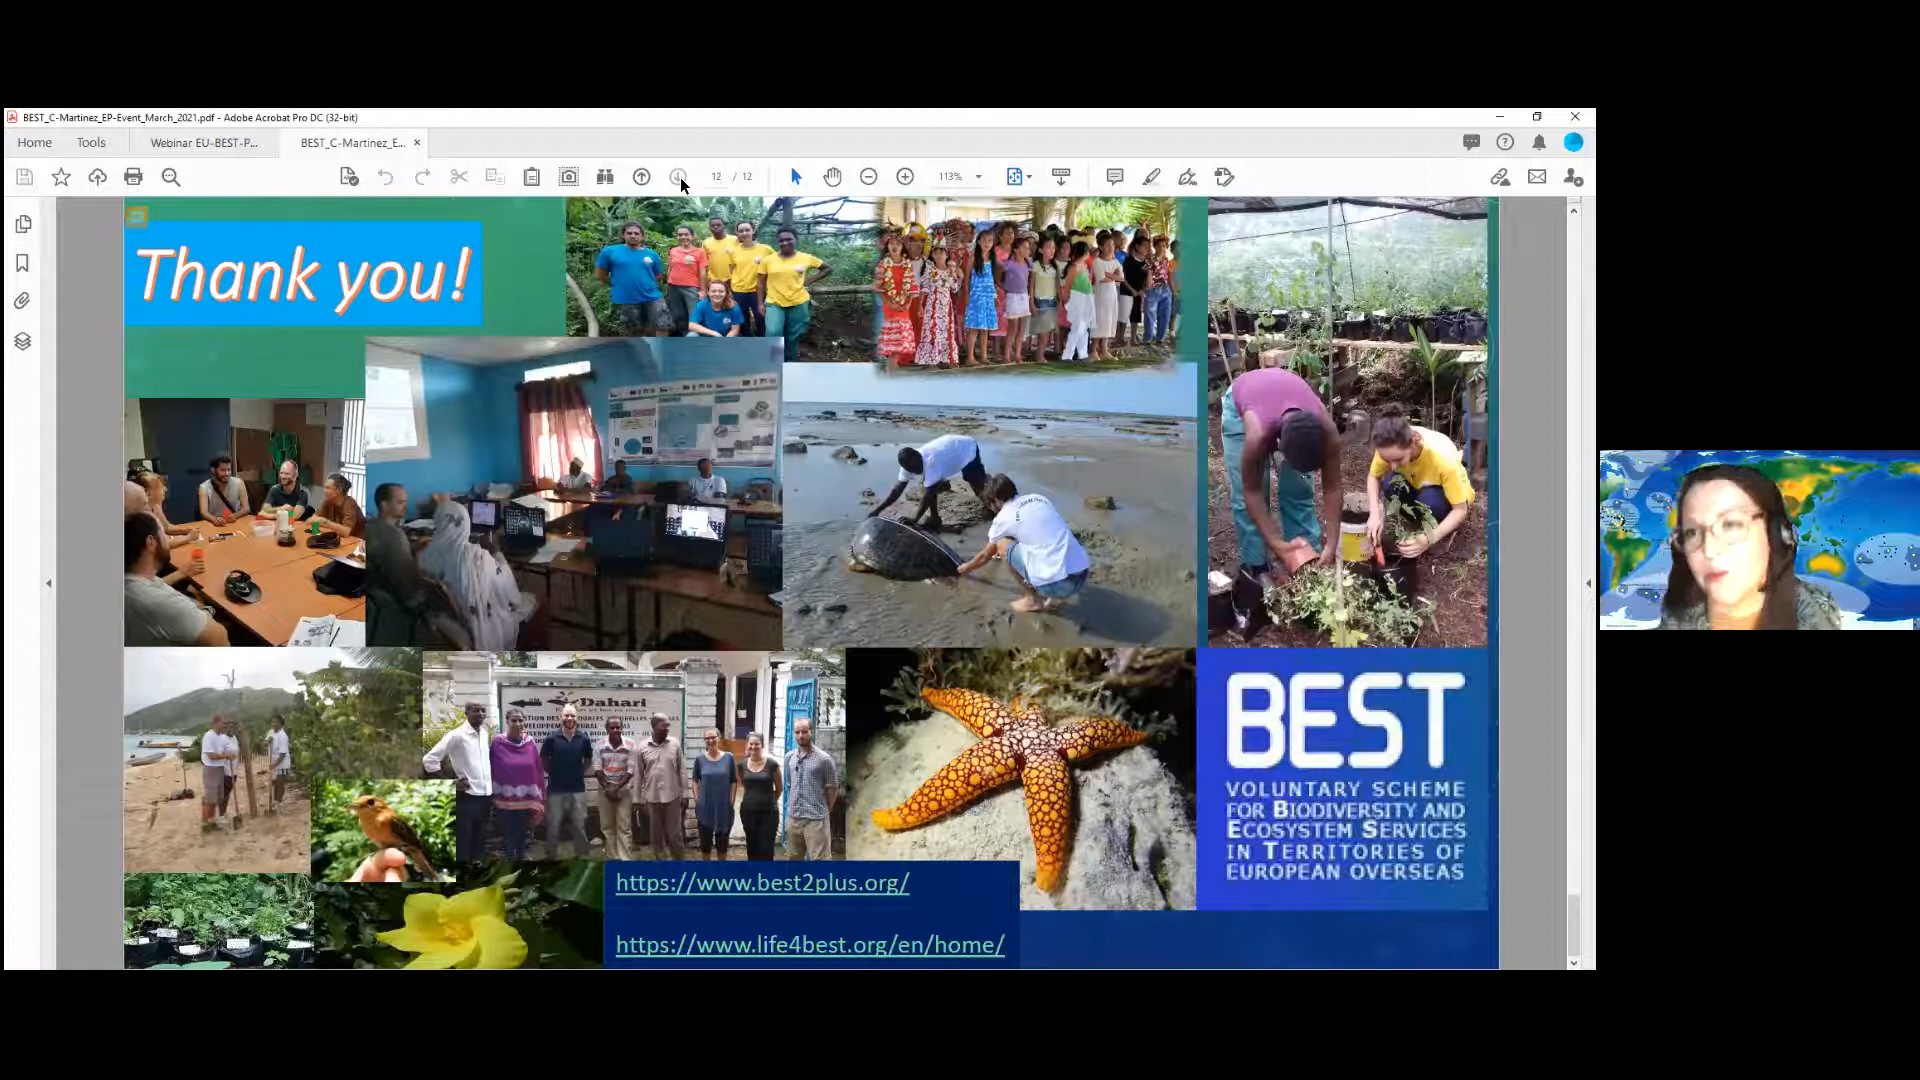 BEST_C-Martinez_EP-Event_March_2021.pdf - Adobe Acrobat Pro DC (32-bit)
Home
Tools
Webinar EU-BEST-P...
BEST_C-Martinez_E...
12 / 12
113%
Thank you!
Dahari
BEST
VOLUNTARY SCHEME
FOR BIODIVERSITY AND
ECOSYSTEM SERVICES
IN TERRITORIES OF
EUROPEAN OVERSEAS
https://www.best2plus.org/
https://www.life4best.org/en/home/